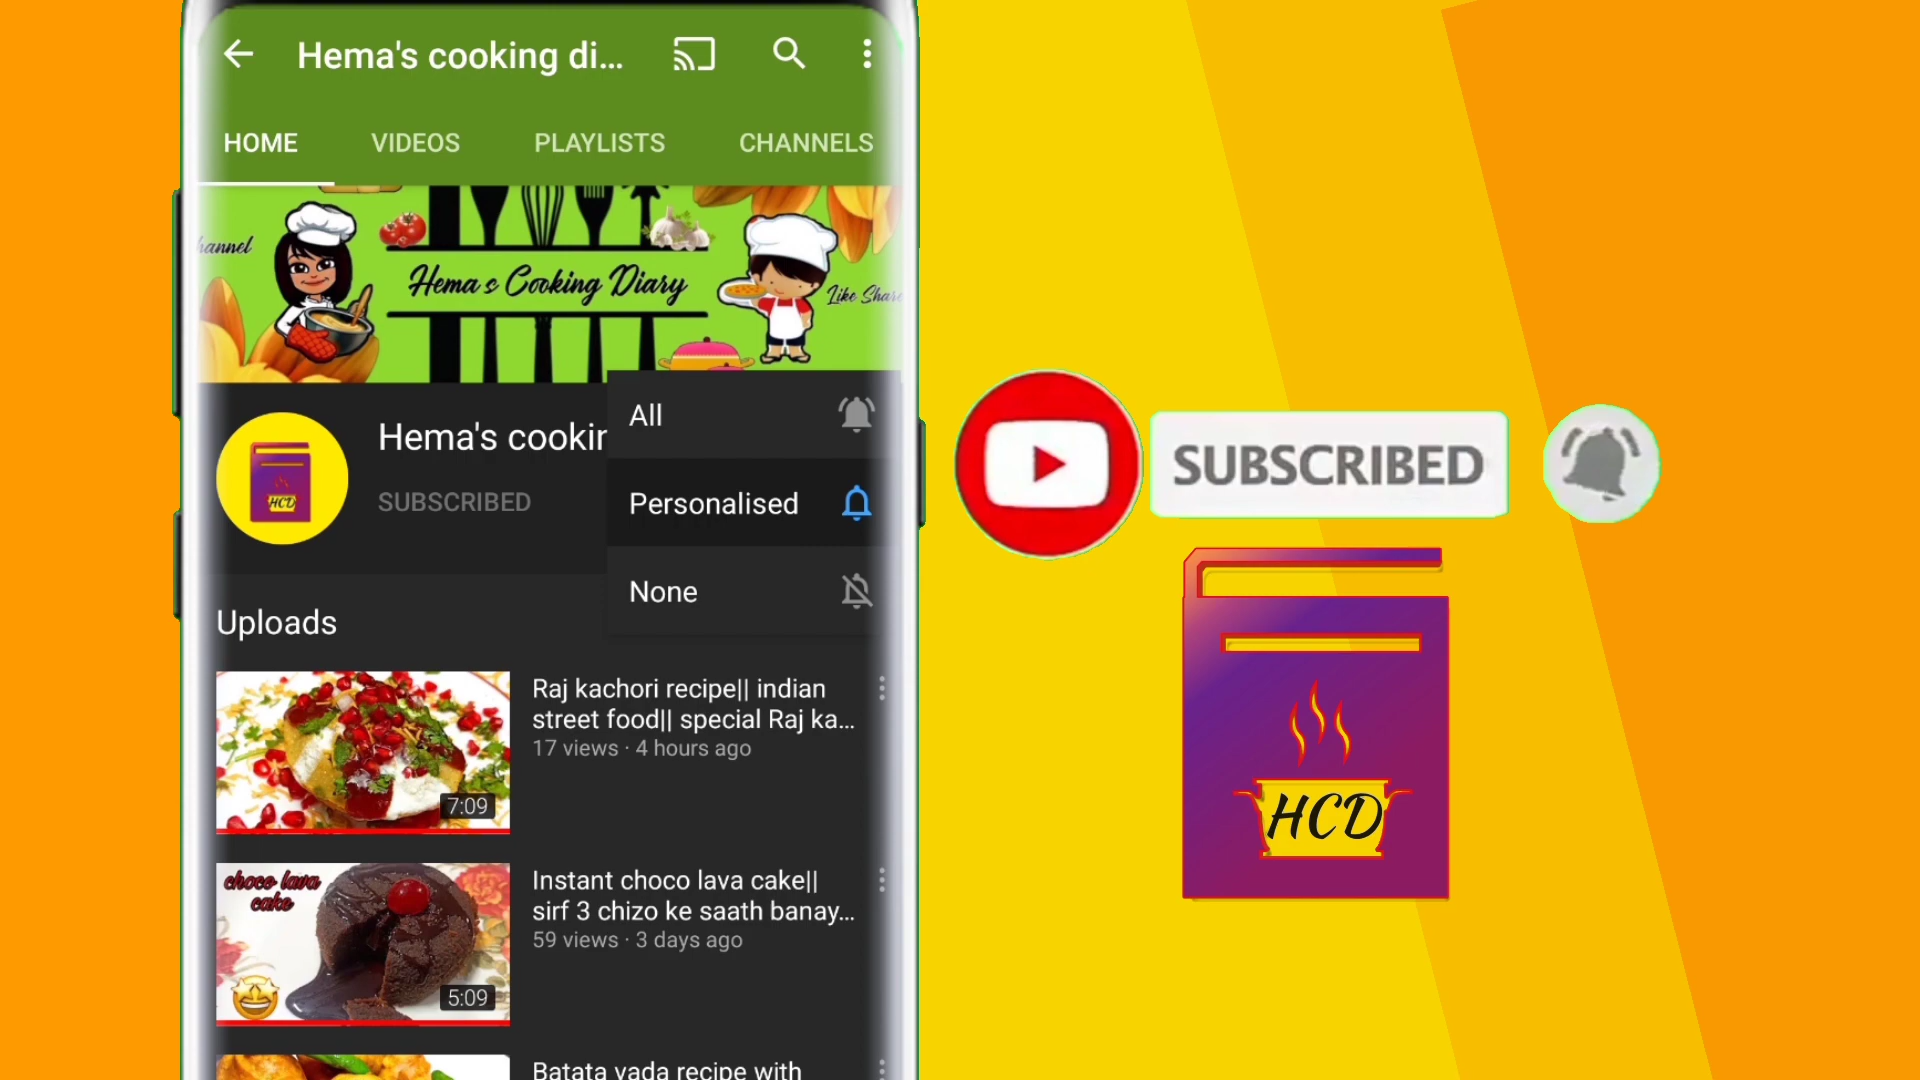 Hema's cooking di...
HOME VIDEOS PLAYLISTS CHANNELS
hannel
Hema s Cooking Diary
Like Share
Hema's cookin
SUBSCRIBED
HCD
All
Personalised
None
Uploads
Raj kachori recipe|| indian
street food|| special Raj ka...
17 views · 4 hours ago
7:09
choco lava
cake
5:09
Instant choco lava cake||
sirf 3 chizo ke saath banay...
59 views · 3 days ago
Batata vada recipe with
SUBSCRIBED
HCD